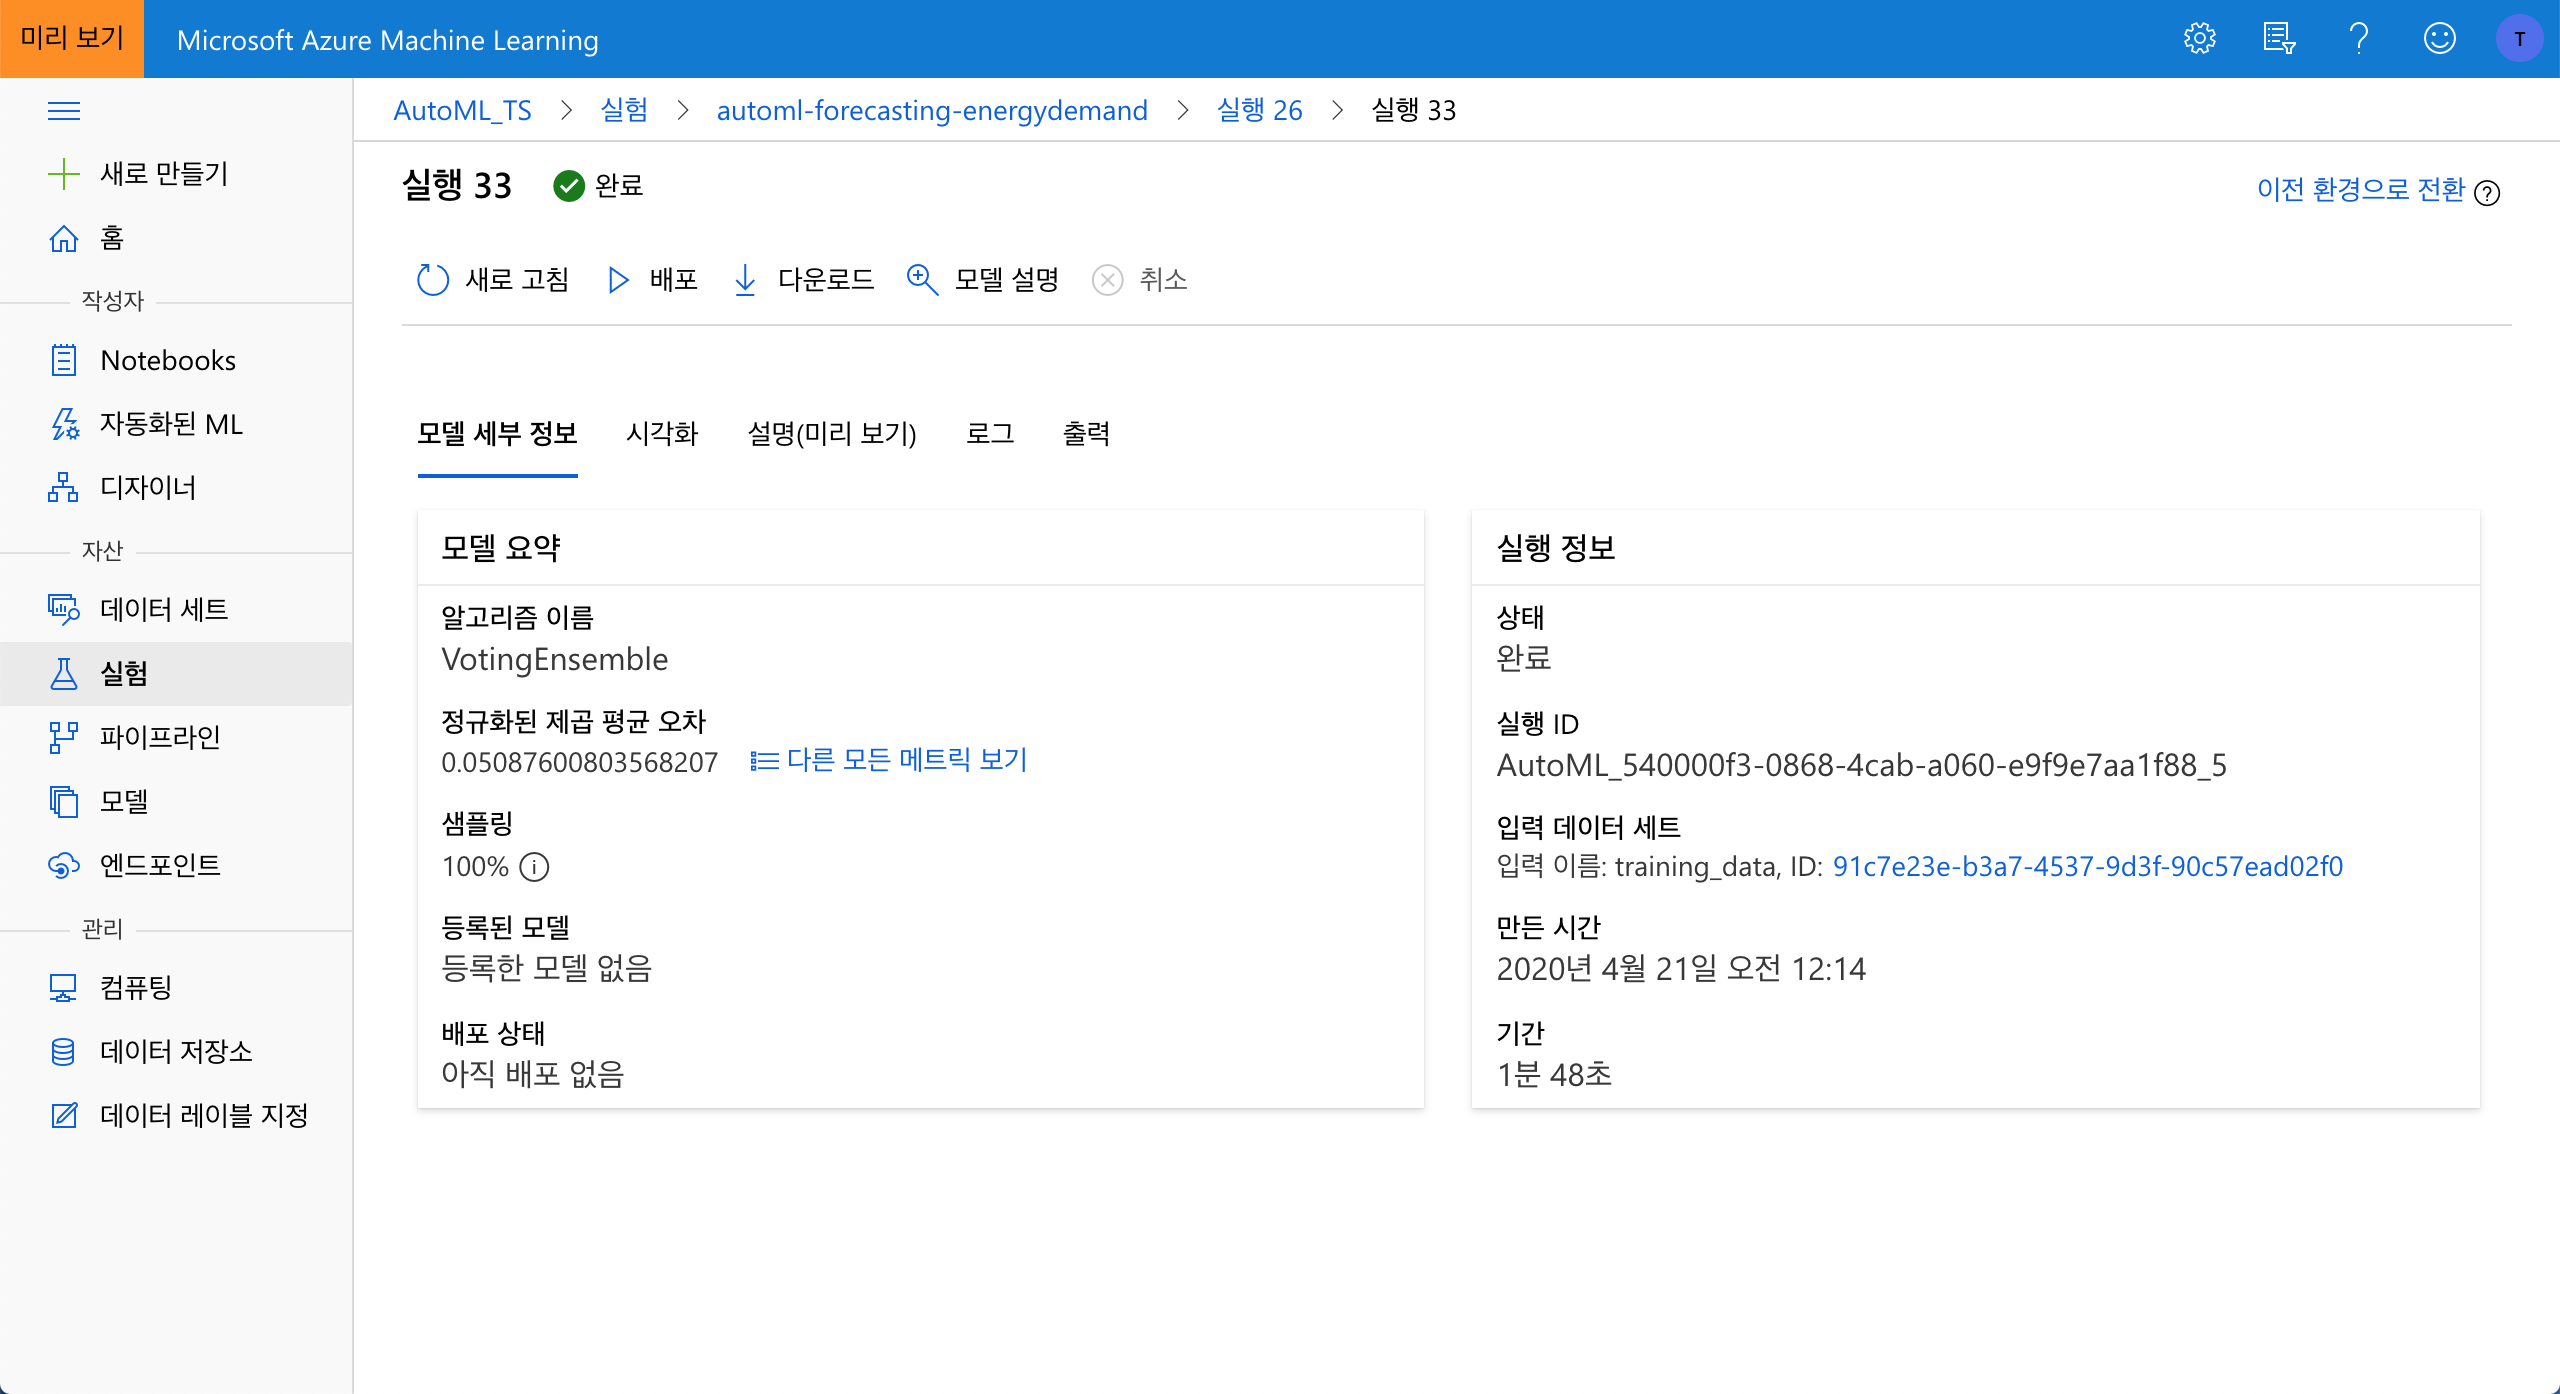 미리 보기
Microsoft Azure Machine Learning
T
AutoML_TS > 실험 > automl-forecasting-energydemand > 실행 26 > 실행 33
새로 만들기
홈
작성자
Notebooks
자동화된 ML
디자이너
자산
데이터 세트
실험
파이프라인
모델
엔드포인트
관리
컴퓨팅
데이터 저장소
데이터 레이블 지정
실행 33
완료
이전 환경으로 전환
새로 고침 배포 다운로드 모델 설명 취소
모델 세부 정보 시각화 설명(미리 보기) 로그 출력
모델 요약
알고리즘 이름
VotingEnsemble
정규화된 제곱 평균 오차
0.05087600803568207 다른 모든 메트릭 보기
샘플링
100%
등록된 모델
등록한 모델 없음
배포 상태
아직 배포 없음
실행 정보
상태
완료
실행 ID
AutoML_540000f3-0868-4cab-a060-e9f9e7aa1f88_5
입력 데이터 세트
입력 이름: training_data, ID: 91c7e23e-b3a7-4537-9d3f-90c57ead02f0
만든 시간
2020년 4월 21일 오전 12:14
기간
1분 48초